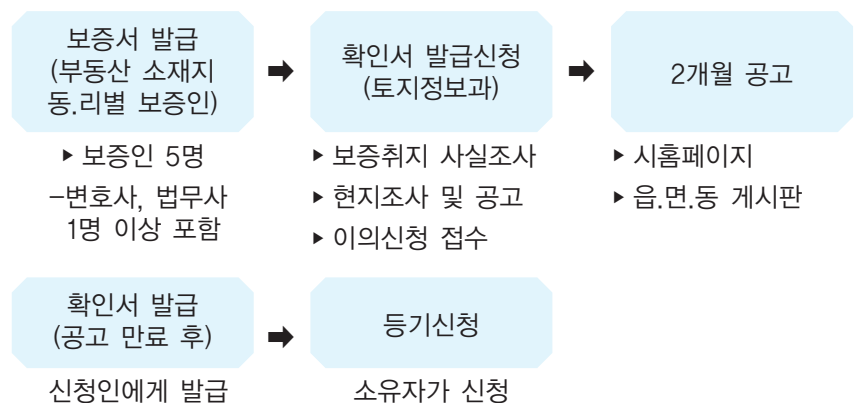 보증서 발급
(부동산 소재지
동.리별 보증인)
➡
확인서 발급신청
(토지정보과)
➡
2개월 공고
▶ 보증인 5명
-변호사, 법무사
1명 이상 포함
▶ 보증취지 사실조사
▶ 현지조사 및 공고
▶ 이의신청 접수
▶ 시홈페이지
▶ 읍.면.동 게시판
확인서 발급
(공고 만료 후)
➡
등기신청
신청인에게 발급
소유자가 신청